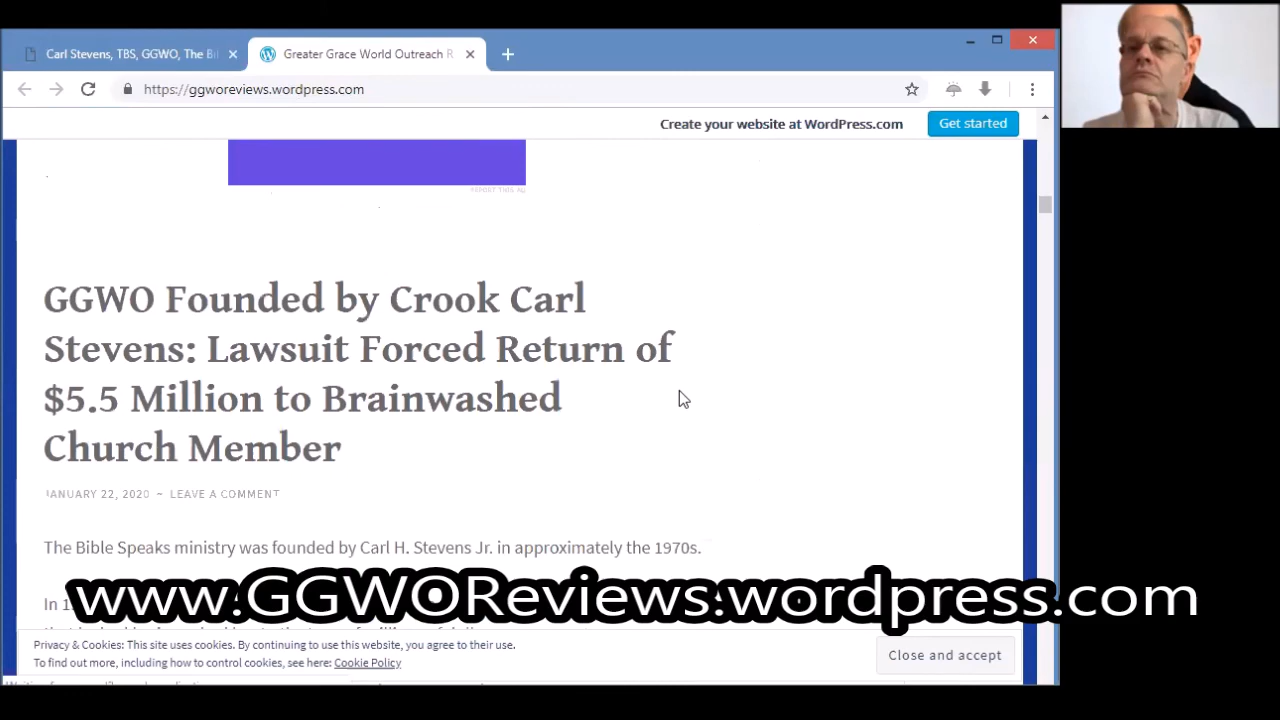 Carl Stevens, TBS, GGWO, The Bi
Greater Grace World Outreach R
https://ggworeviews.wordpress.com
Create your website at WordPress.com
Get started
REPORT THIS AD
GGWO Founded by Crook Carl
Stevens: Lawsuit Forced Return of
$5.5 Million to Brainwashed
Church Member
JANUARY 22, 2020 ~ LEAVE A COMMENT
The Bible Speaks ministry was founded by Carl H. Stevens Jr. in approximately the 1970s.
In 1
www.GGWOReviews.wordpress.com
Privacy & Cookies: This site uses cookies. By continuing to use this website, you agree to their use.
To find out more, including how to control cookies, see here: Cookie Policy
Close and accept